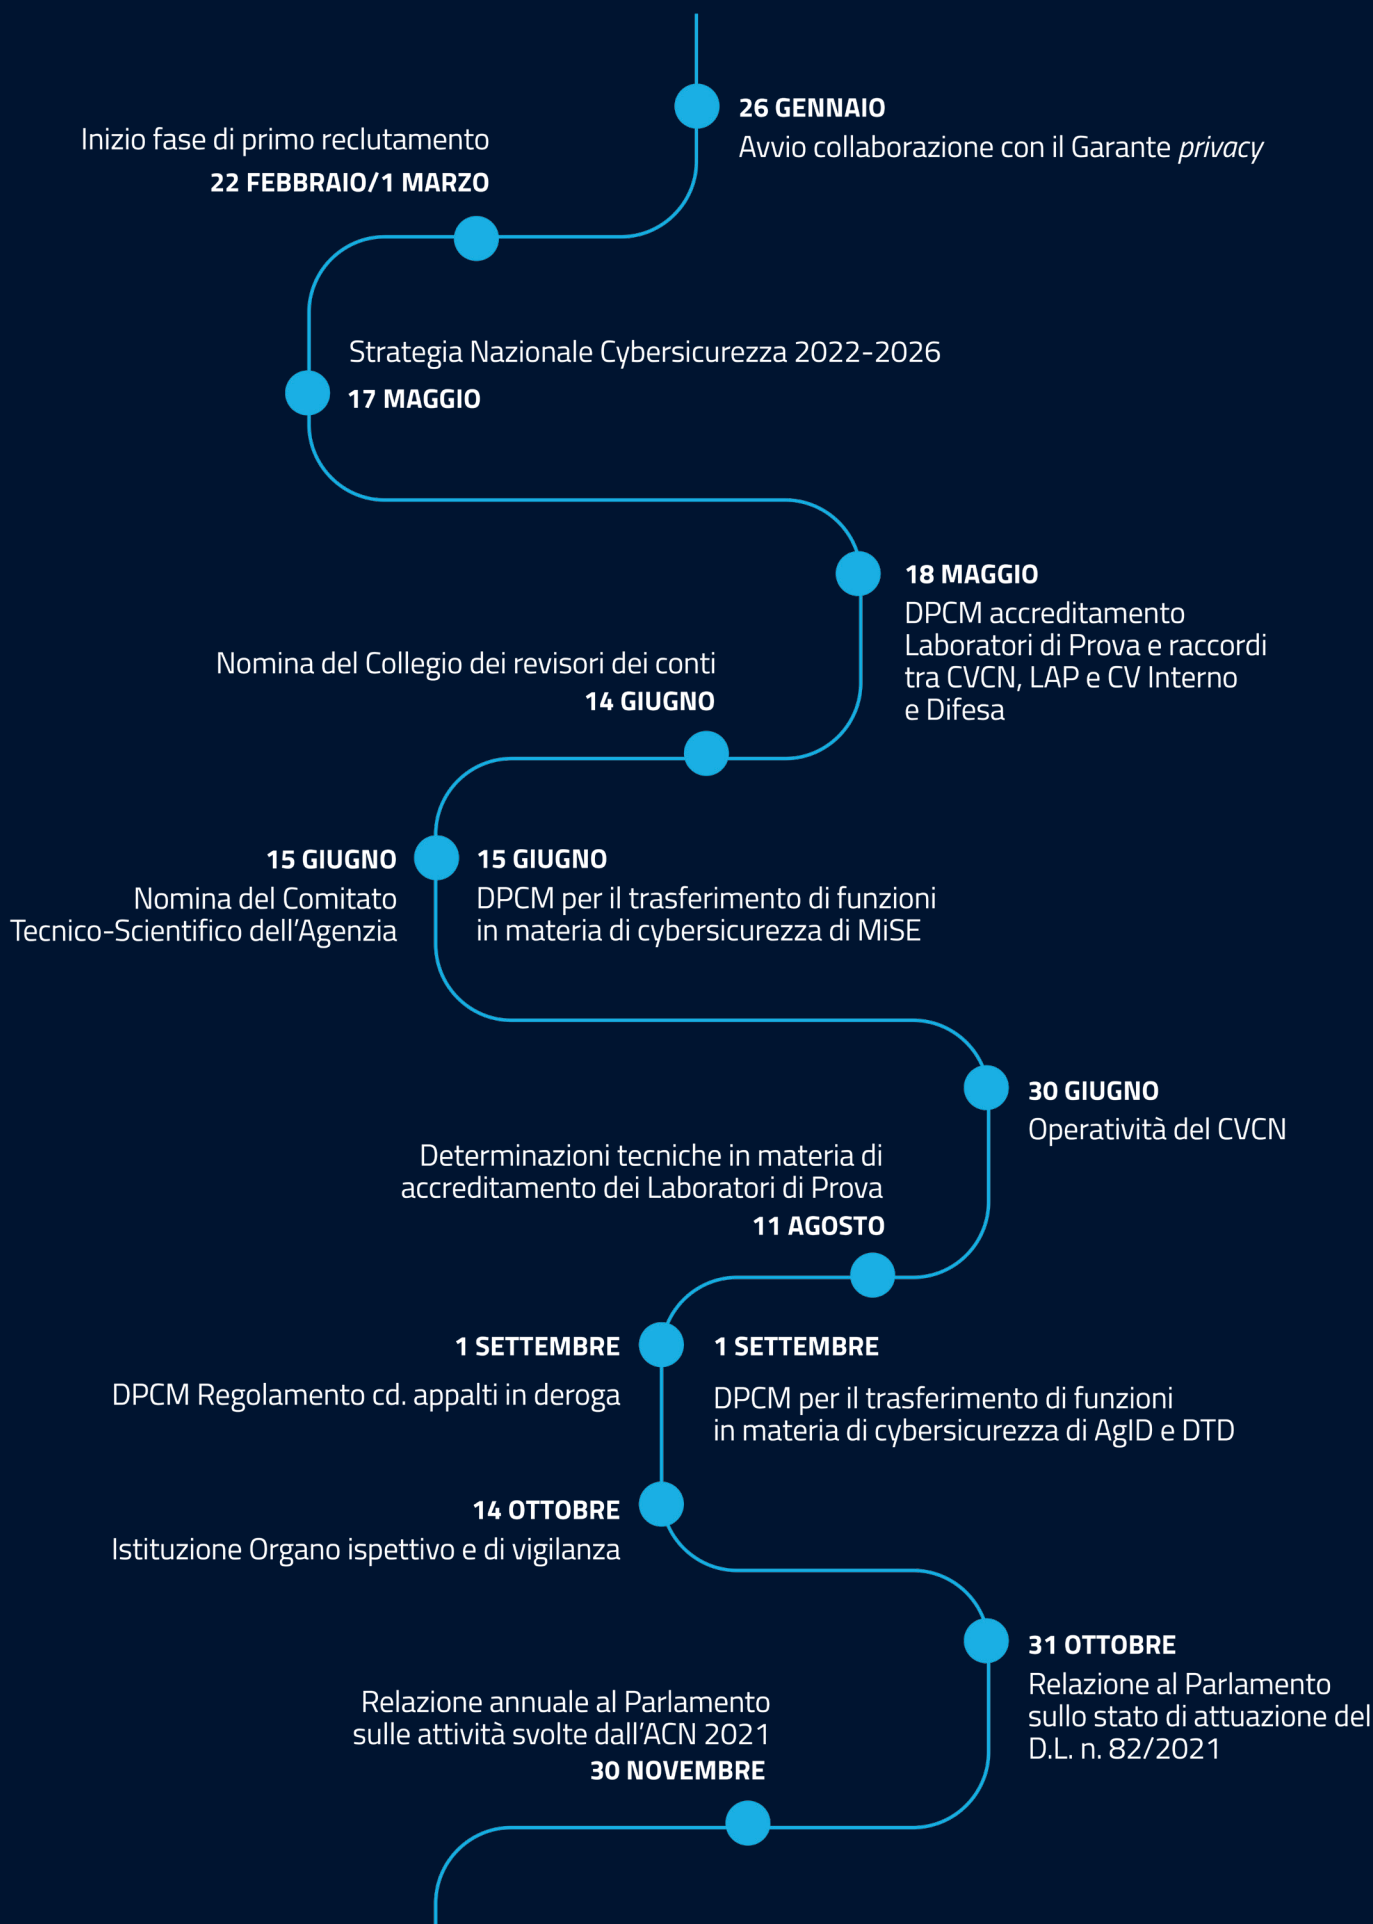 26 GENNAIO
Avvio collaborazione con il Garante privacy
Inizio fase di primo reclutamento
22 FEBBRAIO/1 MARZO
Strategia Nazionale Cybersicurezza 2022-2026
17 MAGGIO
18 MAGGIO
DPCM accreditamento
Laboratori di Prova e raccordi
tra CVCN, LAP e CV Interno
e Difesa
Nomina del Collegio dei revisori dei conti
14 GIUGNO
15 GIUGNO
Nomina del Comitato
Tecnico-Scientifico dell'Agenzia
15 GIUGNO
DPCM per il trasferimento di funzioni
in materia di cybersicurezza di MiSE
30 GIUGNO
Operatività del CVCN
Determinazioni tecniche in materia di
accreditamento dei Laboratori di Prova
11 AGOSTO
1 SETTEMBRE
DPCM Regolamento cd. appalti in deroga
1 SETTEMBRE
DPCM per il trasferimento di funzioni
in materia di cybersicurezza di AgID e DTD
14 OTTOBRE
Istituzione Organo ispettivo e di vigilanza
31 OTTOBRE
Relazione al Parlamento
sullo stato di attuazione del
D.L. n. 82/2021
Relazione annuale al Parlamento
sulle attività svolte dall'ACN 2021
30 NOVEMBRE